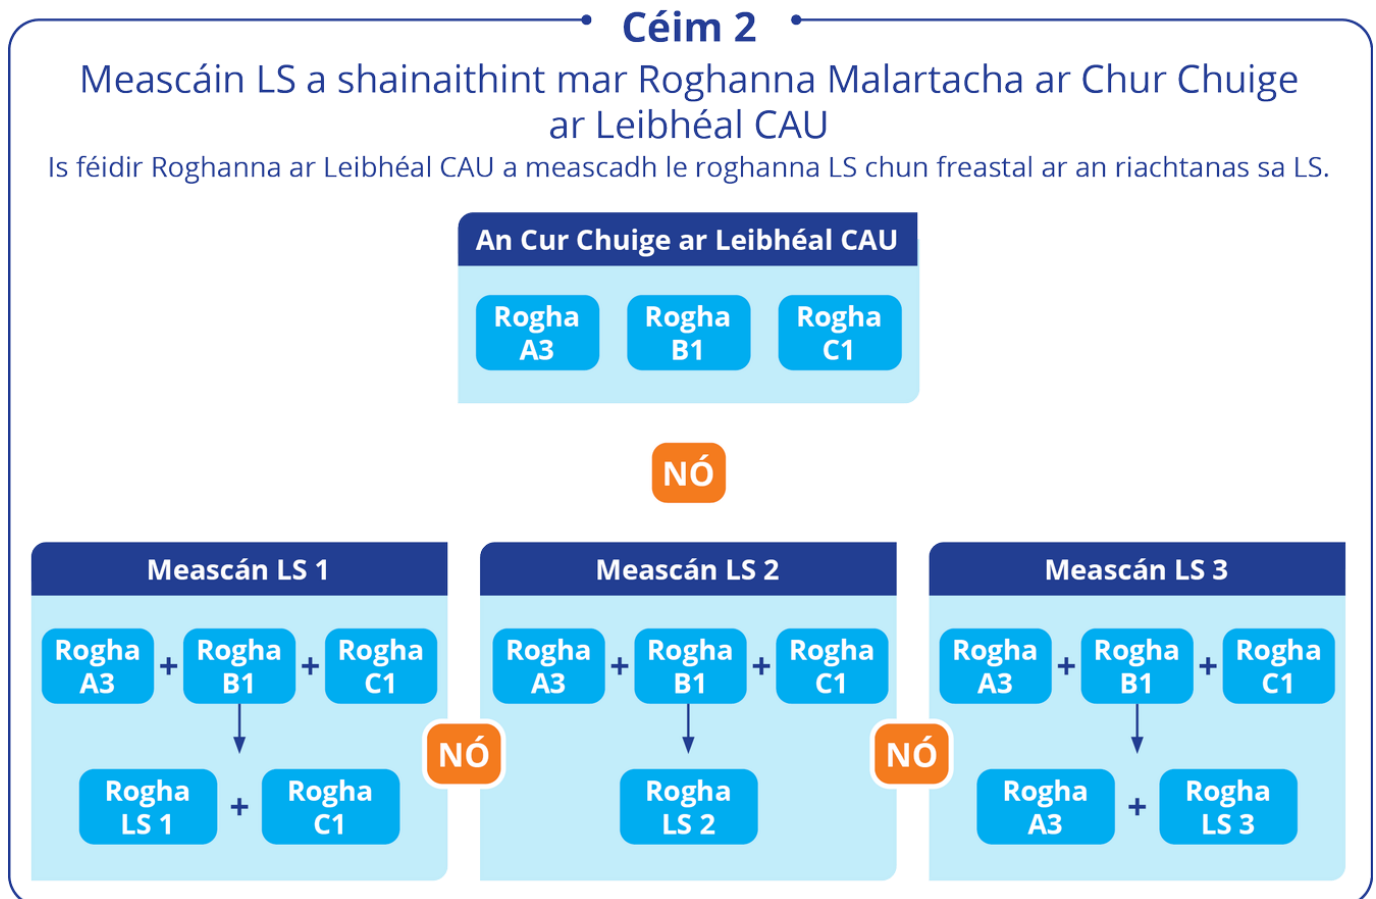 Céim 2
Meascáin LS a shainaithint mar Roghanna Malartacha ar Chur Chuige
ar Leibhéal CAU
Is féidir Roghanna ar Leibhéal CAU a meascadh le roghanna LS chun freastal ar an riachtanas sa LS.
An Cur Chuige ar Leibhéal CAU
Rogha
A3
Rogha
B1
Rogha
C1
NÓ
Meascán LS 1
Rogha
A3
+
Rogha
B1
+
Rogha
C1
Rogha
LS 1
+
Rogha
C1
NÓ
Meascán LS 2
Rogha
A3
+
Rogha
B1
+
Rogha
C1
Rogha
LS 2
NÓ
Meascán LS 3
Rogha
A3
+
Rogha
B1
+
Rogha
C1
Rogha
A3
+
Rogha
LS 3